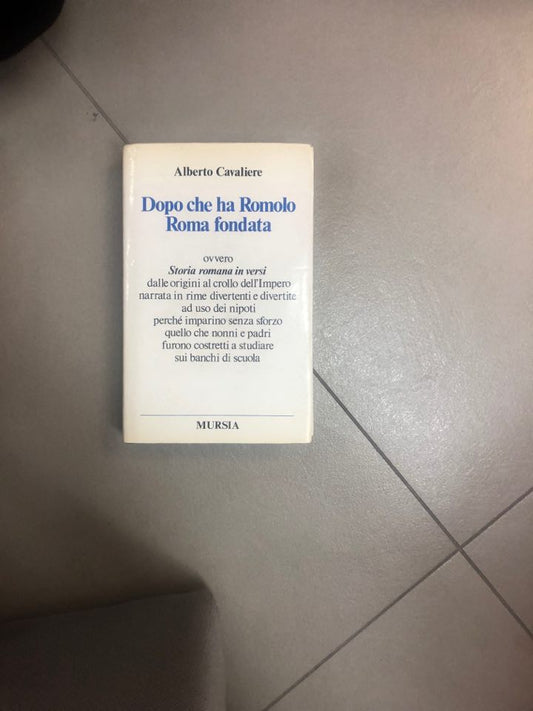 Alberto Cavaliere
Dopo che ha Romolo
Roma fondata
ovvero
Storia romana in versi
dalle origini al crollo dell'Impero
narrata in rime divertenti e divertite
ad uso dei nipoti
perché imparino senza sforzo
quello che nonni e padri
furono costretti a studiare
sui banchi di scuola
MURSIA